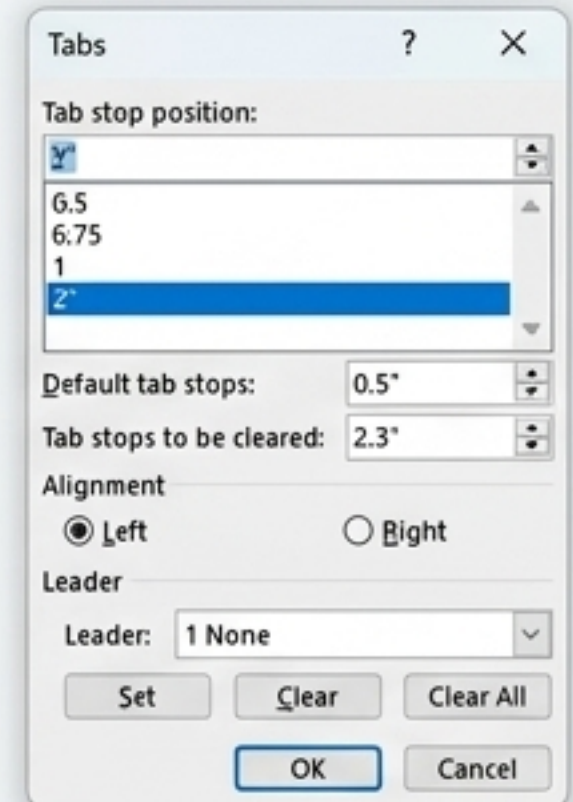 Tabs ?
Tab stop position:
6.5
6:75
1
2"
Default tab stops: 0.5"
Tab stops to be cleared: 2.3"
Alignment
Left Right
Leader
Leader: 1 None
Set Clear Clear All
OK Cancel